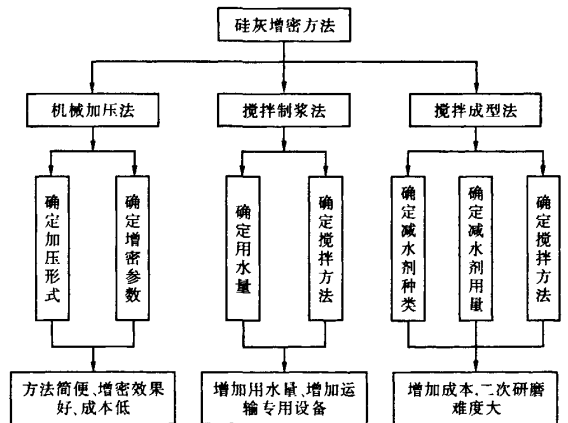 硅灰增密方法
机械加压法
搅拌制浆法
搅拌成型法
确定加压形式
确定增密参数
确定用水量
确定搅拌方法
确定减水剂种类
确定减水剂用量
确定搅拌方法
方法简便、增密效果
好、成本低
增加用水量、增加运
输专用设备
增加成本、二次研磨
难度大